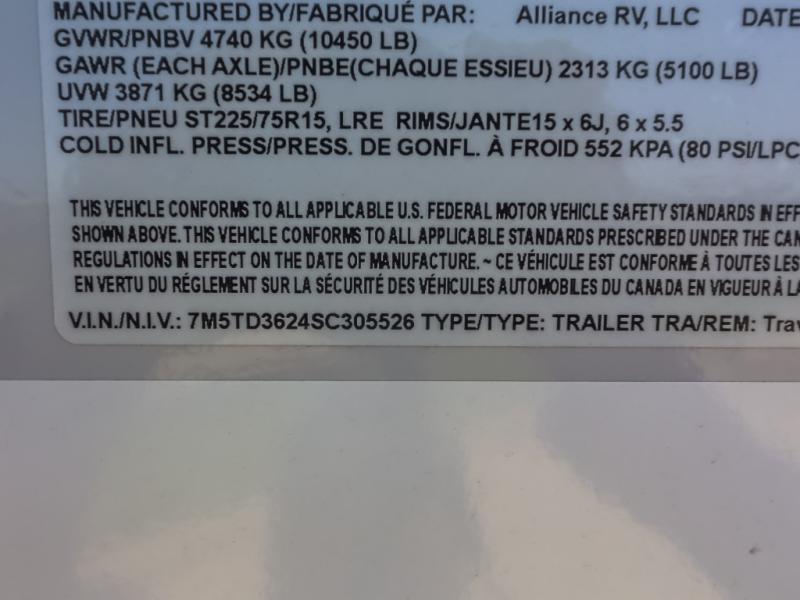 MANUFACTURED BY/FABRIQUÉ PAR: Alliance RV, LLC DATE
GVWR/PNBV 4740 KG (10450 LB)
GAWR (EACH AXLE)/PNBE(CHAQUE ESSIEU) 2313 KG (5100 LB)
UVW 3871 KG (8534 LB)
TIRE/PNEU ST225/75R15, LRE RIMS/JANTE15 x 6J, 6 x 5.5
COLD INFL. PRESS/PRESS. DE GONFL. À FROID 552 KPA (80 PSI/LPC
THIS VEHICLE CONFORMS TO ALL APPLICABLE U.S. FEDERAL MOTOR VEHICLE SAFETY STANDARDS IN EFF
SHOWN ABOVE. THIS VEHICLE CONFORMS TO ALL APPLICABLE STANDARDS PRESCRIBED UNDER THE CAN
REGULATIONS IN EFFECT ON THE DATE OF MANUFACTURE. ~ CE VÉHICULE EST CONFORME À TOUTES LES
EN VERTU DU RÉGLEMENT SUR LA SÉCURITÉ DES VÉHICULES AUTOMOBILES DU CANADA EN VIGUEUR À LA
V.I.N./N.I.V.: 7M5TD3624SC305526 TYPE/TYPE: TRAILER TRA/REM: Trav